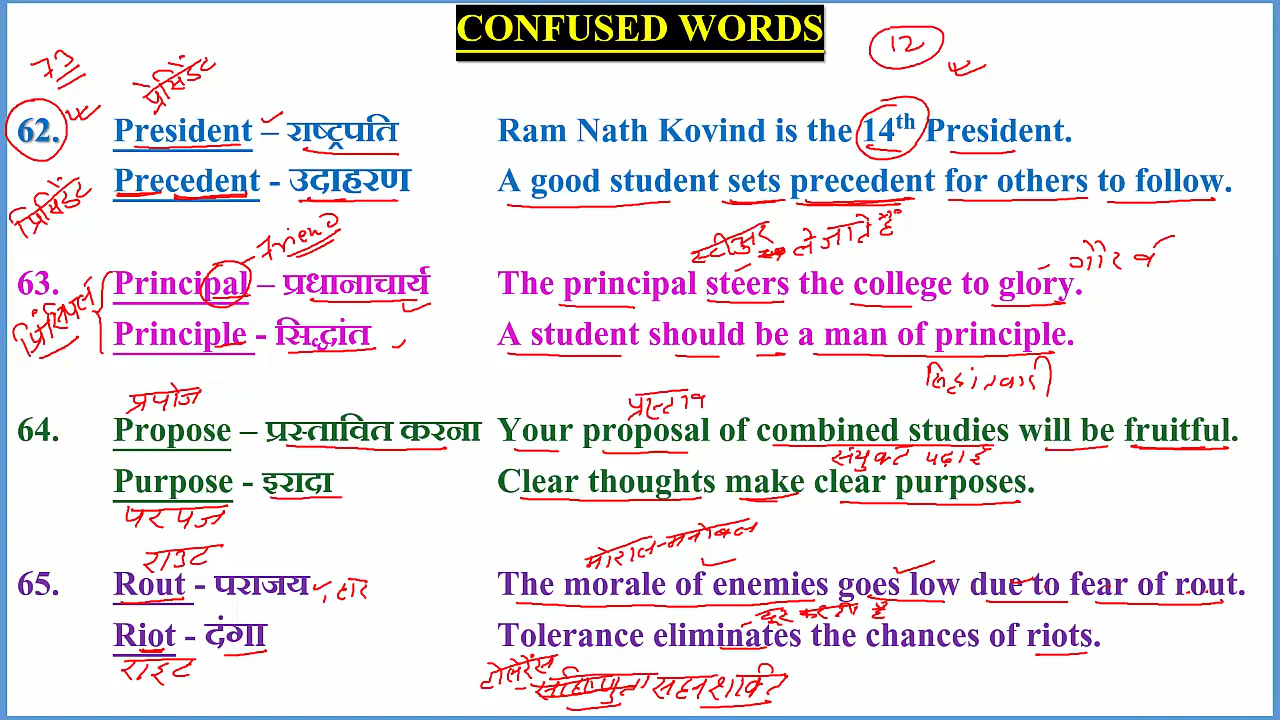 CONFUSED WORDS
12
73
प्रेसिडेंट
62. President – राष्ट्रपति Ram Nath Kovind is the 14th President.
Precedent - उदाहरण A good student sets precedent for others to follow.
प्रिसिडेंट
स्टीअर ले जाते हैं
Friend
63. Principal – प्रधानाचार्य The principal steers the college to glory.
गौरव
प्रिंसिपल
Principle - सिद्धांत A student should be a man of principle.
सिद्धांतवादी
प्रपोज
प्रस्ताव
64. Propose – प्रस्तावित करना Your proposal of combined studies will be fruitful.
संयुक्त पढ़ाई
Purpose - इरादा Clear thoughts make clear purposes.
परपज
मोराल-मनोबल
राउट
65. Rout - पराजय , हार The morale of enemies goes low due to fear of rout.
दूर कर देता है
Riot - दंगा Tolerance eliminates the chances of riots.
राइट
टोलेरेंस सहनशक्ति